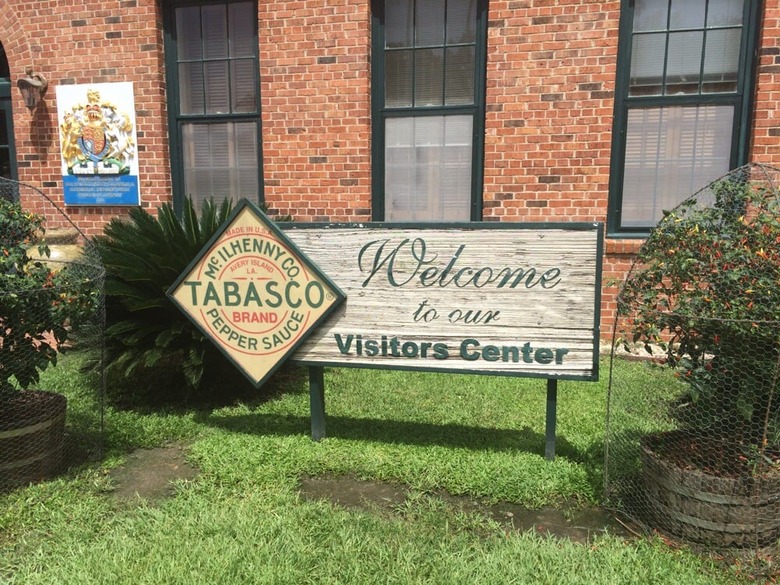 MADE IN U.S.A.
McILHENNY CO.
AVERY ISLAND
LA.
TABASCO®
BRAND
PEPPER SAUCE
Welcome
to our
Visitors Center